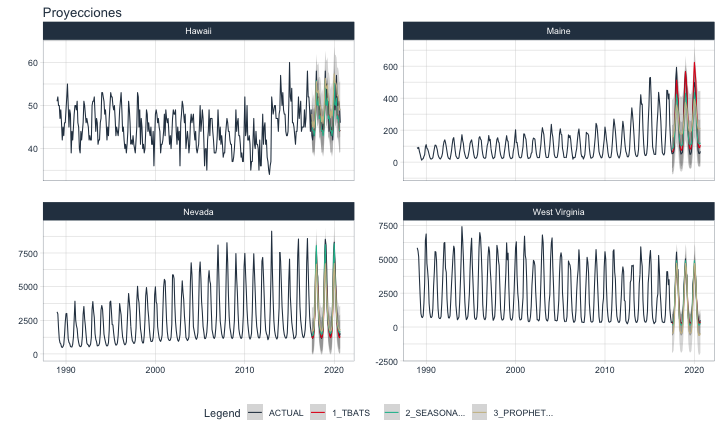 Proyecciones
Hawaii
Maine
60
50
40
600
400
200
0
Nevada
West Virginia
7500
5000
2500
0
7500
5000
2500
0
-2500
1990 2000 2010 2020
1990 2000 2010 2020
Legend ACTUAL 1_TBATS 2_SEASONA... 3_PROPHET...